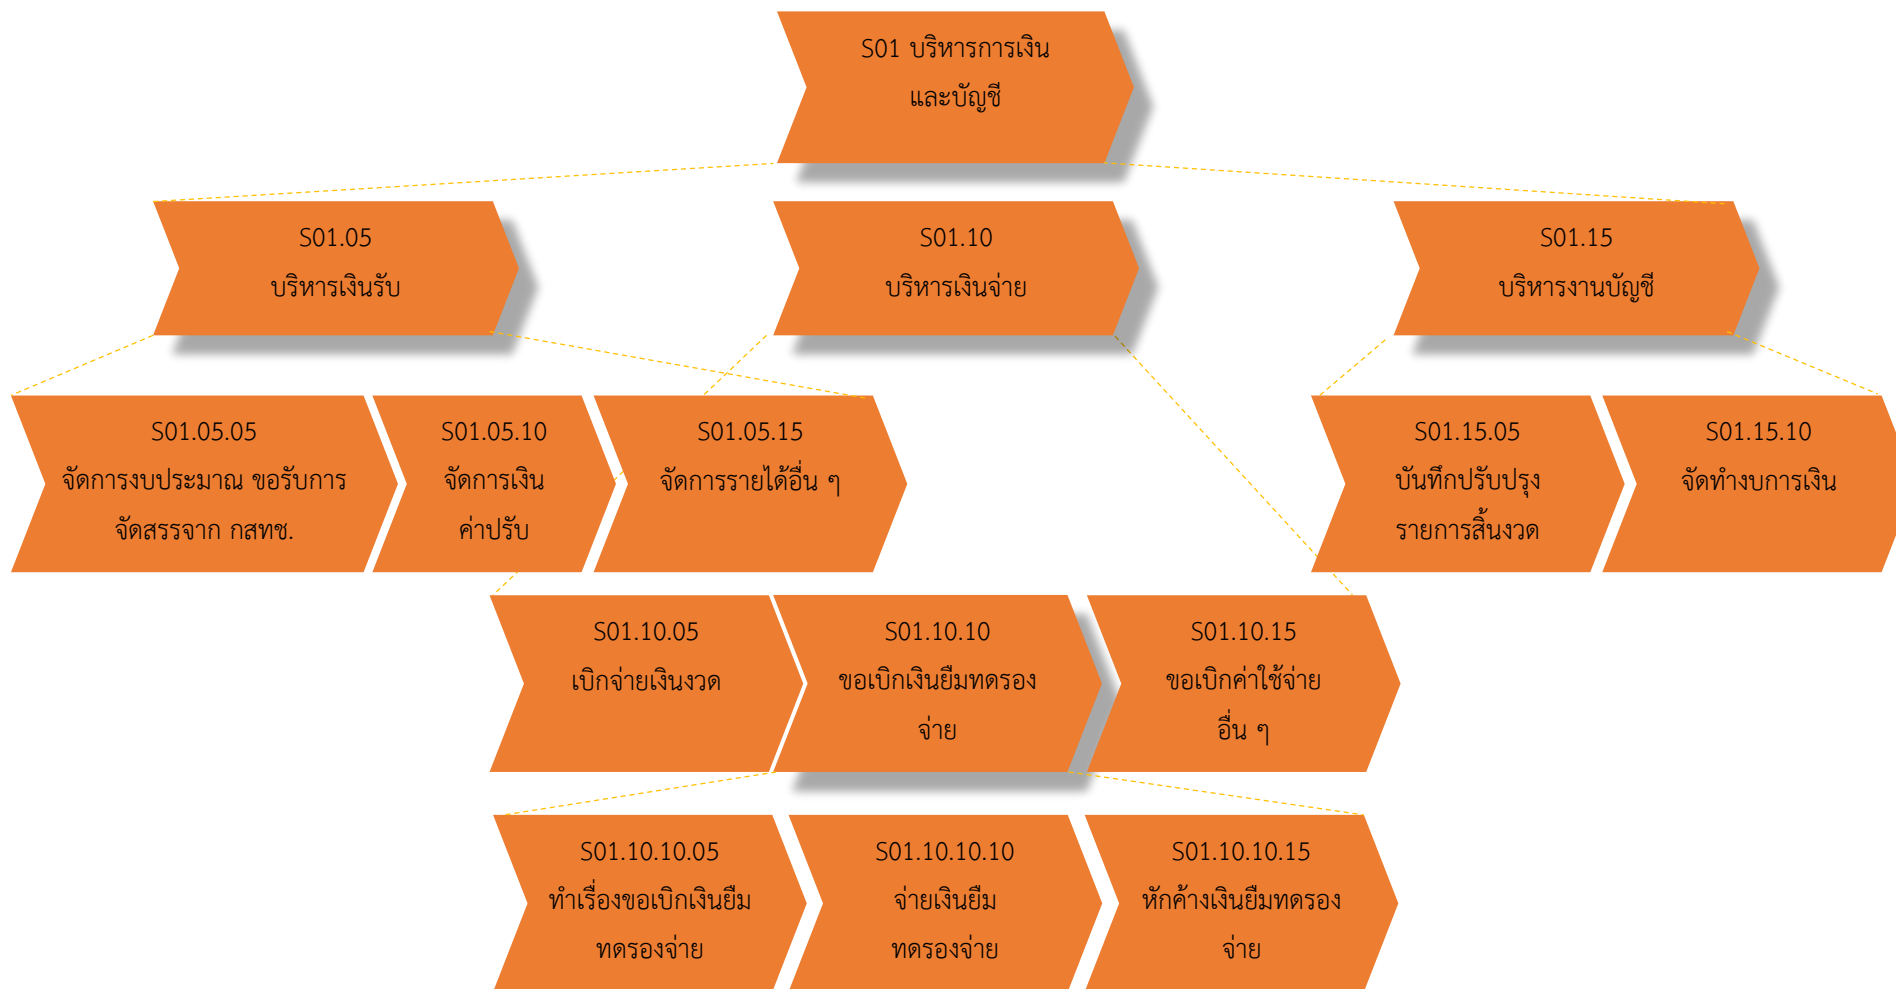 S01 บริหารการเงิน
และบัญชี
S01.05
บริหารเงินรับ
S01.10
บริหารเงินจ่าย
S01.15
บริหารงานบัญชี
S01.05.05
จัดการงบประมาณ ขอรับการ
จัดสรรจาก กสทช.
S01.05.10
จัดการเงิน
ค่าปรับ
S01.05.15
จัดการรายได้อื่น ๆ
S01.15.05
บันทึกปรับปรุง
รายการสิ้นงวด
S01.15.10
จัดทำงบการเงิน
S01.10.05
เบิกจ่ายเงินงวด
S01.10.10
ขอเบิกเงินยืมทดรอง
จ่าย
S01.10.15
ขอเบิกค่าใช้จ่าย
อื่น ๆ
S01.10.10.05
ทำเรื่องขอเบิกเงินยืม
ทดรองจ่าย
S01.10.10.10
จ่ายเงินยืม
ทดรองจ่าย
S01.10.10.15
หักค้างเงินยืมทดรอง
จ่าย